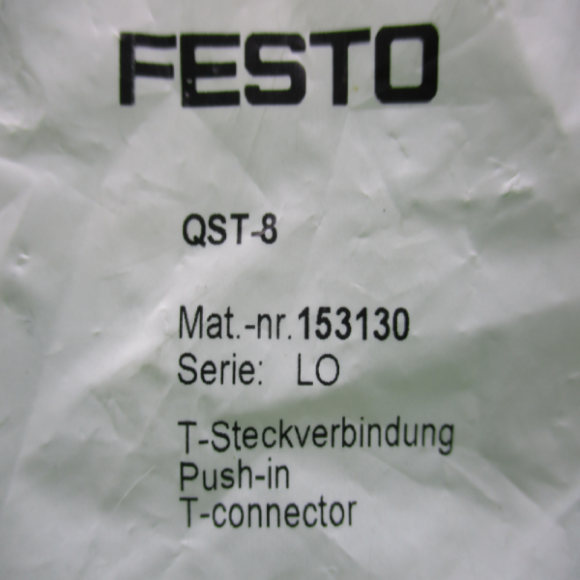 FESTO
QST-8
Mat.-nr.153130
Serie: LO
T-Steckverbindung
Push-in
T-connector